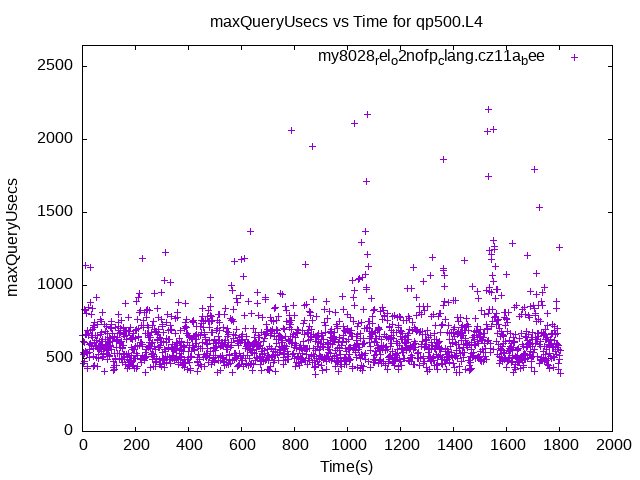 maxQueryUsecs vs Time for qp500.L4
my8028relo2nofpclang.cz11abee
2500
2000
1500
1000
500
0
maxQueryUsecs
0 200 400 600 800 1000 1200 1400 1600 1800 2000
Time(s)